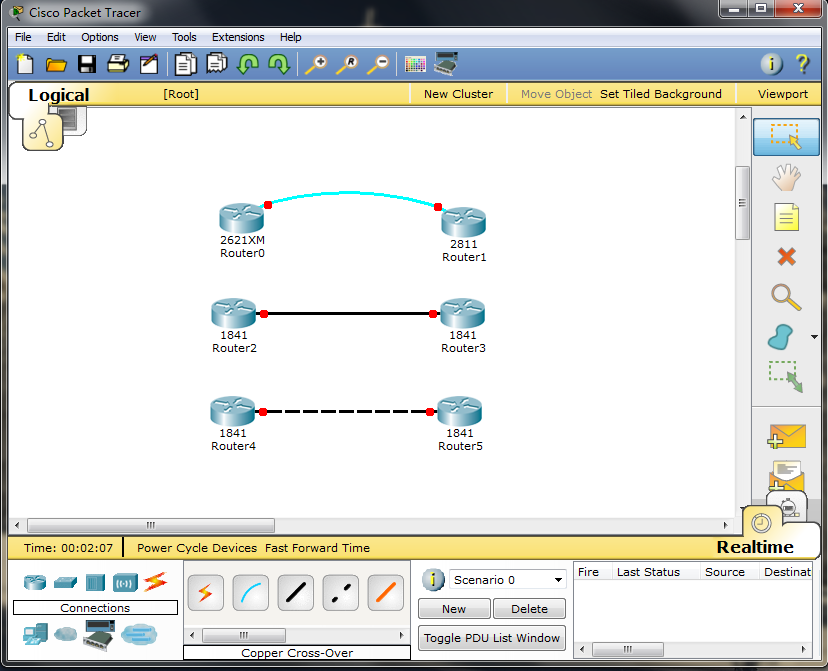 Cisco Packet Tracer
File Edit Options View Tools Extensions Help
Logical [Root] New Cluster Move Object Set Tiled Background Viewport
2621XM
Router0
2811
Router1
1841
Router2
1841
Router3
1841
Router4
1841
Router5
Realtime
Time: 00:02:07 Power Cycle Devices Fast Forward Time
Connections
Copper Cross-Over
Scenario 0
New Delete
Toggle PDU List Window
Fire Last Status Source Destinat